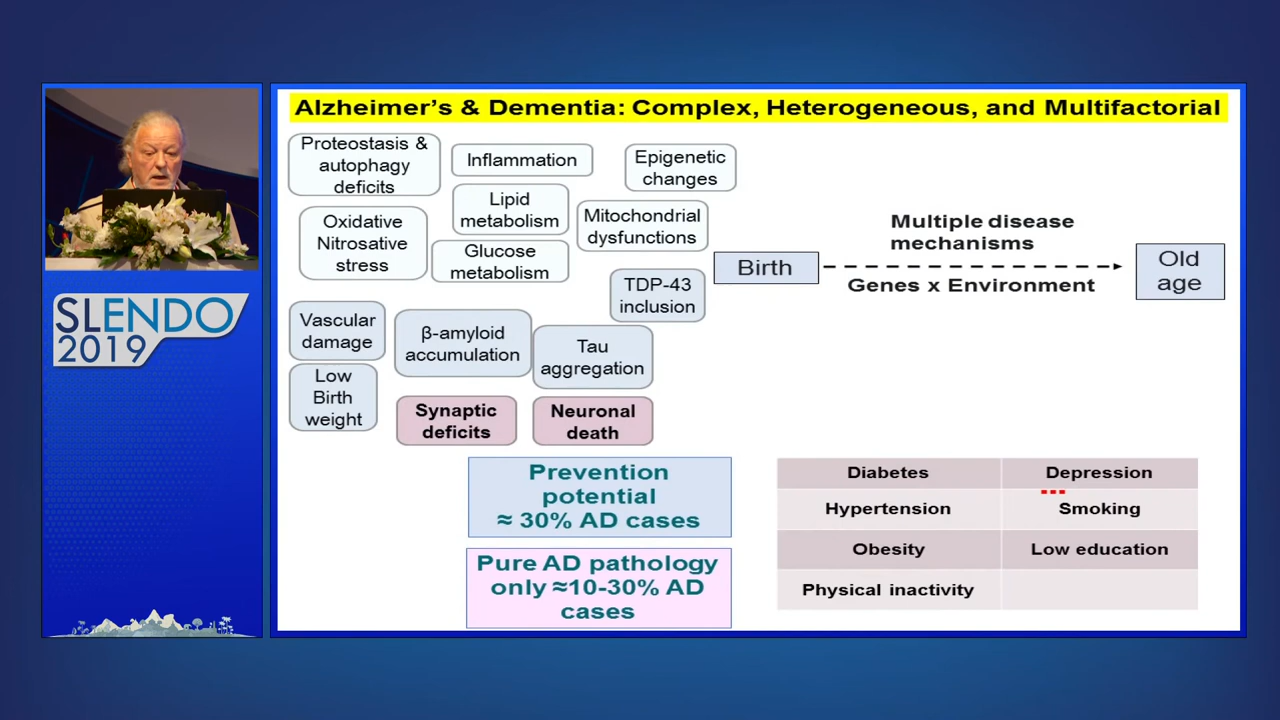 Alzheimer's & Dementia: Complex, Heterogeneous, and Multifactorial
Proteostasis &
autophagy
deficits
Inflammation
Epigenetic
changes
Lipid
metabolism
Oxidative
Nitrosative
stress
Mitochondrial
dysfunctions
Glucose
metabolism
Multiple disease
mechanisms
Birth
Genes x Environment
Old
age
TDP-43
inclusion
SLENDO
2019
Vascular
damage
β-amyloid
accumulation
Tau
aggregation
Low
Birth
weight
Synaptic
deficits
Neuronal
death
Prevention
potential
≈ 30% AD cases
Pure AD pathology
only ≈10-30% AD
cases
Diabetes
Depression
Hypertension
Smoking
Obesity
Low education
Physical inactivity